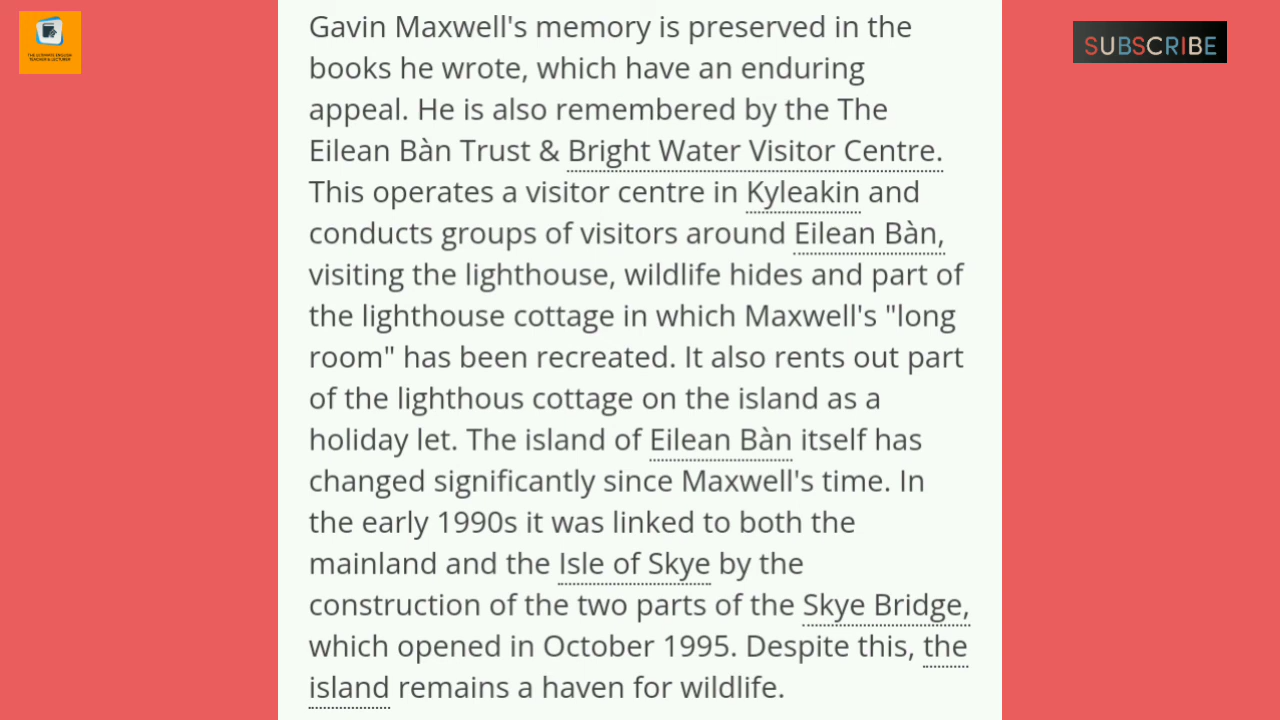 Gavin Maxwell's memory is preserved in the
books he wrote, which have an enduring
appeal. He is also remembered by the The
Eilean Bàn Trust & Bright Water Visitor Centre.
This operates a visitor centre in Kyleakin and
conducts groups of visitors around Eilean Bàn,
visiting the lighthouse, wildlife hides and part of
the lighthouse cottage in which Maxwell's "long
room" has been recreated. It also rents out part
of the lighthous cottage on the island as a
holiday let. The island of Eilean Bàn itself has
changed significantly since Maxwell's time. In
the early 1990s it was linked to both the
mainland and the Isle of Skye by the
construction of the two parts of the Skye Bridge,
which opened in October 1995. Despite this, the
island remains a haven for wildlife.
THE ULTIMATE ENGLISH
TEACHER & LECTURER
SUBSCRIBE